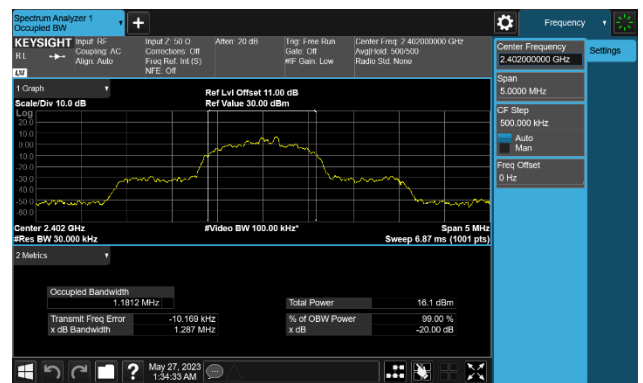 Spectrum Analyzer 1
Occupied BW
Frequency
KEYSIGHT
Input: RF
Coupling: AC
Align: Auto
Input Z: 50 Ω
Corrections: Off
Freq Ref: Int (S)
NFE: Off
Atten: 20 dB
Trig: Free Run
Gate: Off
#IF Gain: Low
Center Freq: 2.402000000 GHz
Avg|Hold: 500/500
Radio Std: None
RL
LV
Center Frequency
2.402000000 GHz
Settings
Span
5.0000 MHz
CF Step
500.000 kHz
Auto
Man
Freq Offset
0 Hz
1 Graph
Scale/Div 10.0 dB
Ref Lvl Offset 11.00 dB
Ref Value 30.00 dBm
Log
20.0
10.0
0.00
-10.0
-20.0
-30.0
-40.0
-50.0
-60.0
Center 2.402 GHz
#Res BW 30.000 kHz
#Video BW 100.00 kHz*
Span 5 MHz
Sweep 6.87 ms (1001 pts)
2 Metrics
Occupied Bandwidth
1.1812 MHz
Total Power 16.1 dBm
Transmit Freq Error -10.169 kHz
% of OBW Power 99.00 %
x dB Bandwidth 1.287 MHz
x dB -20.00 dB
?
May 27, 2023
1:34:33 AM